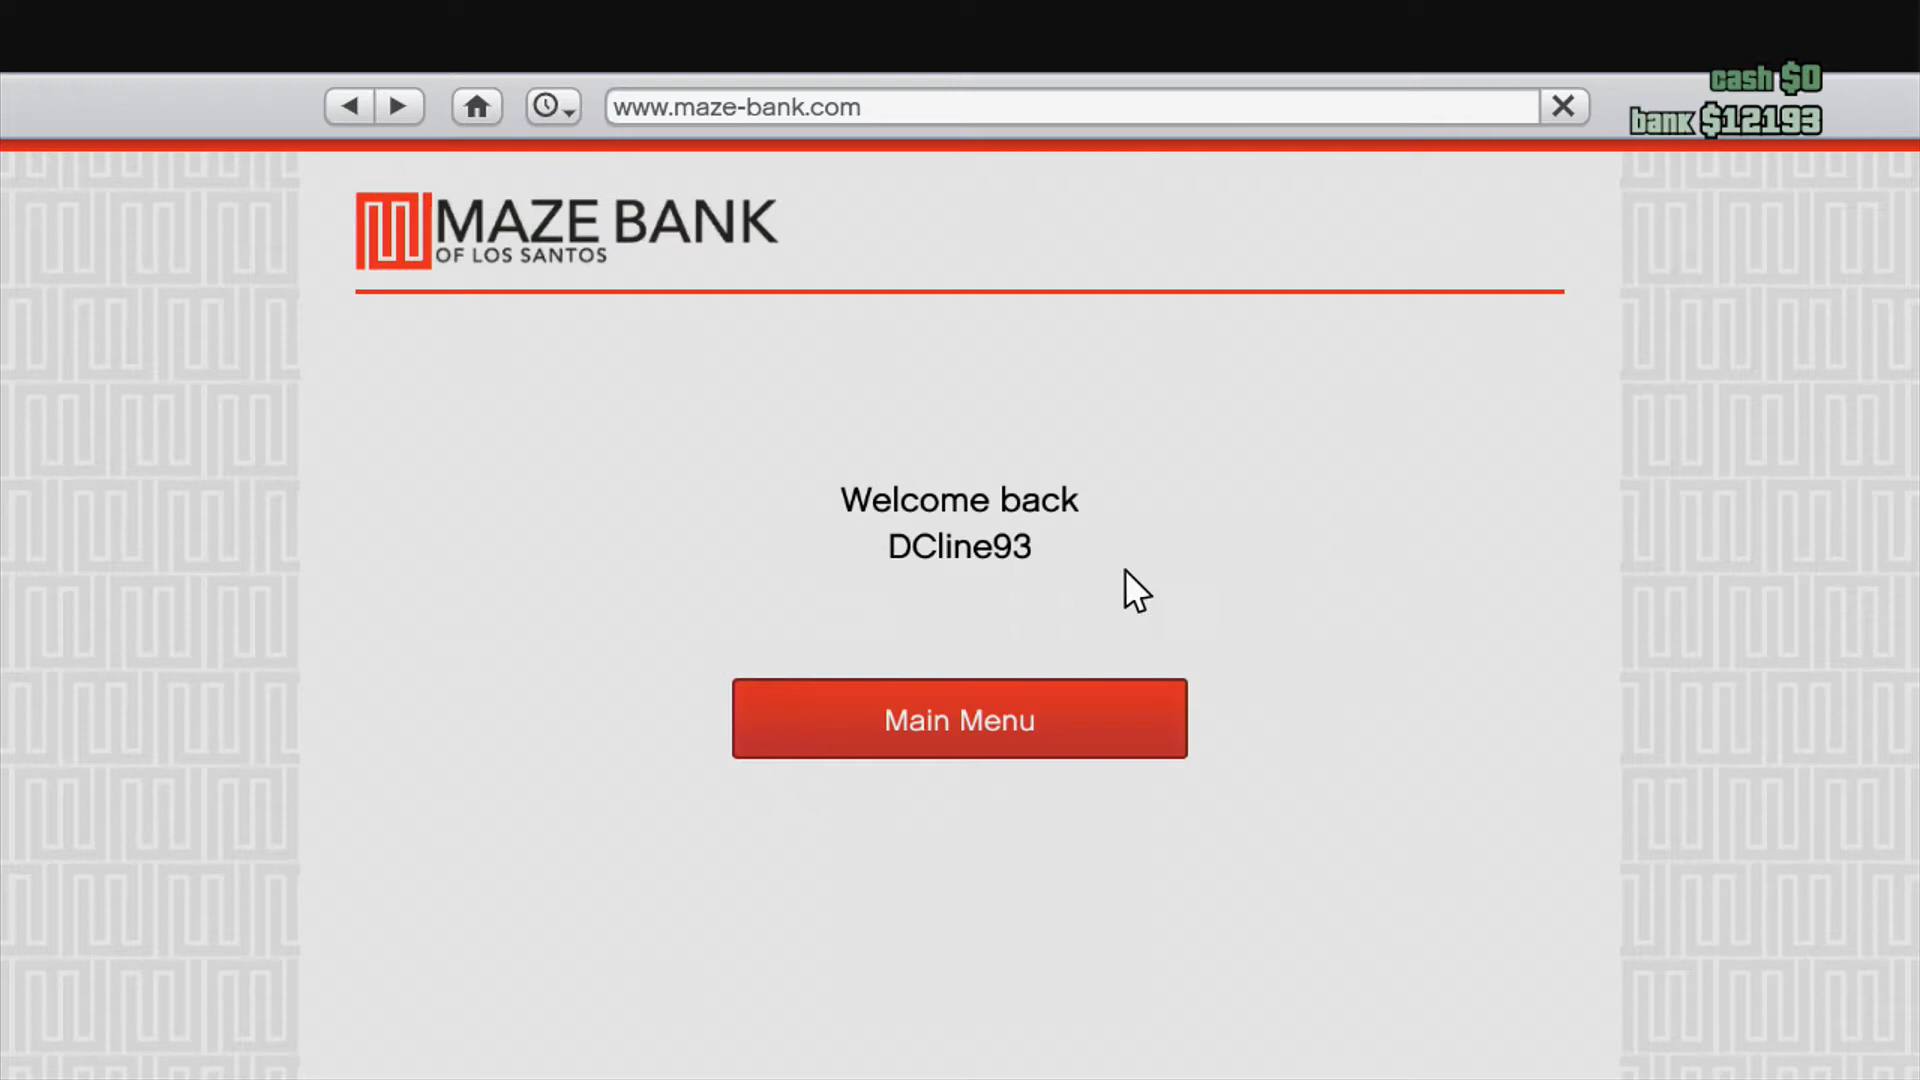 cash $0
www.maze-bank.com
bank $12193
MAZE BANK
OF LOS SANTOS
Welcome back
DCline93
Main Menu